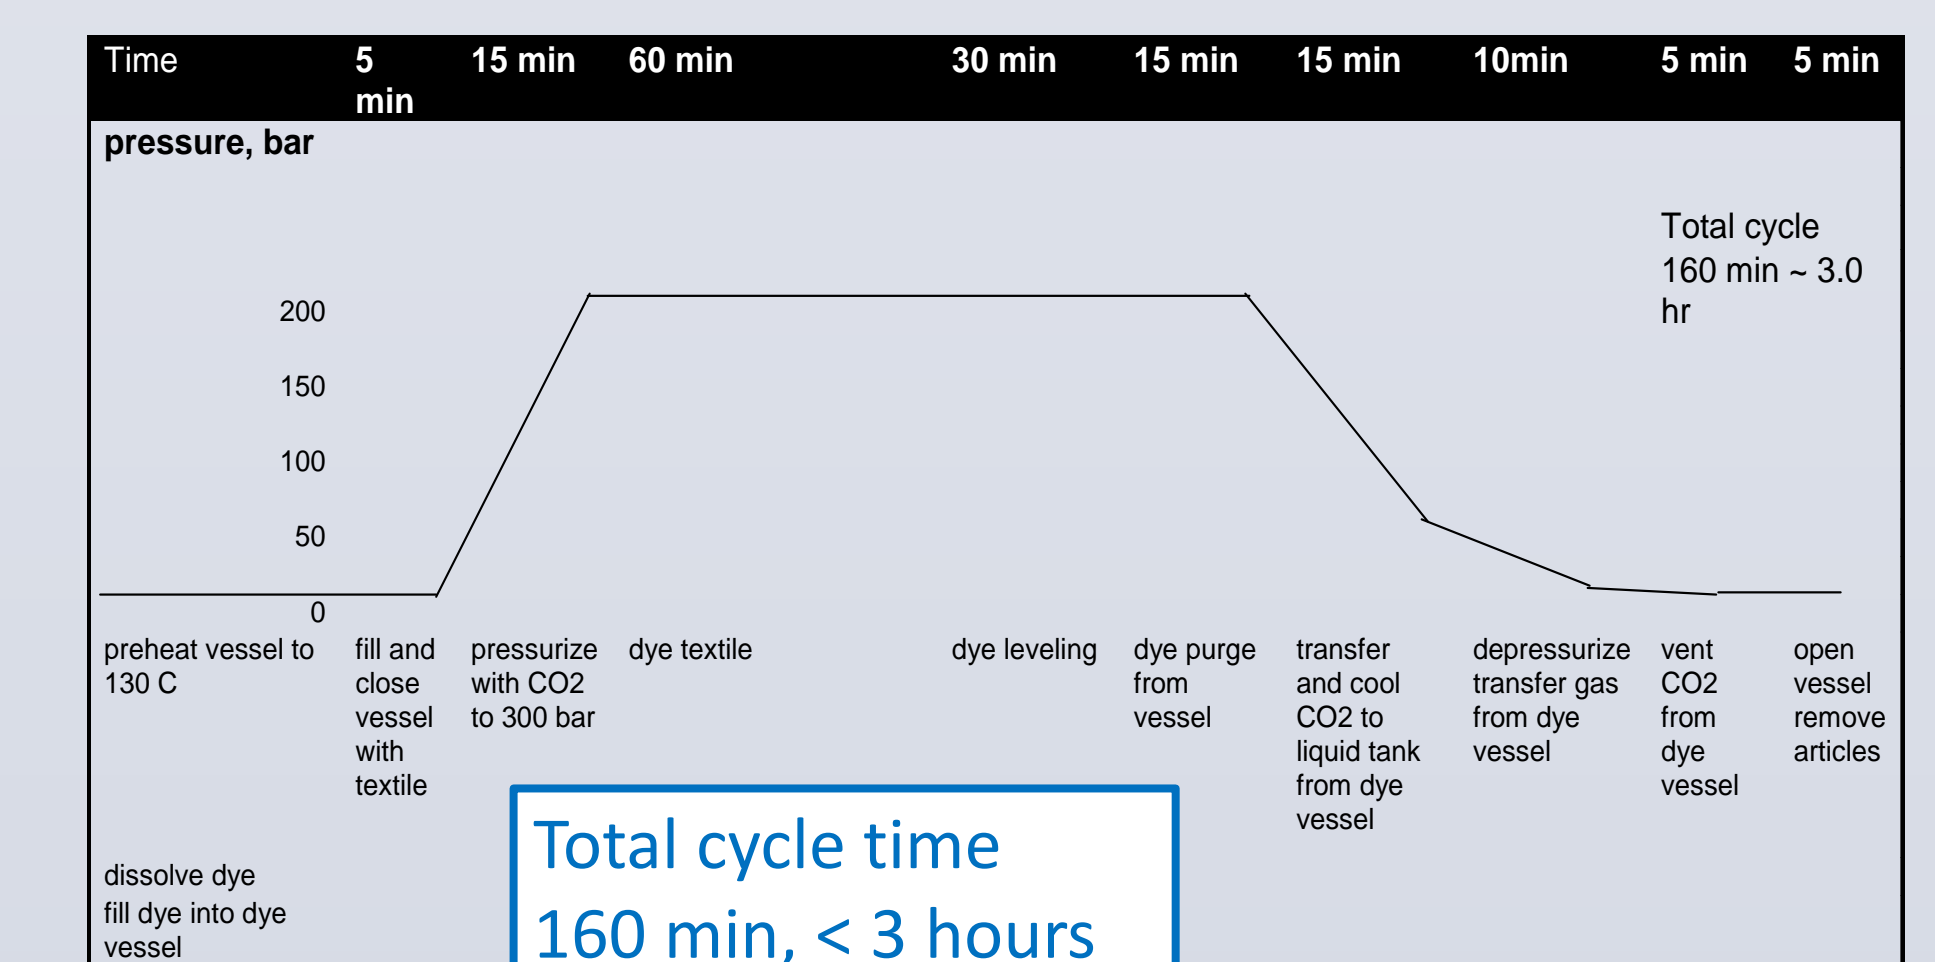 Time 5 min 15 min 60 min 30 min 15 min 15 min 10min 5 min 5 min
pressure, bar
Total cycle
160 min ~ 3.0
hr
200
150
100
50
0
preheat vessel to
130 C
fill and
close
vessel
with
textile
pressurize
with CO2
to 300 bar
dye textile
dye leveling
dye purge
from
vessel
transfer
and cool
CO2 to
liquid tank
from dye
vessel
depressurize
transfer gas
from dye
vessel
vent
CO2
from
dye
vessel
open
vessel
remove
articles
dissolve dye
fill dye into dye
vessel
Total cycle time
160 min, < 3 hours